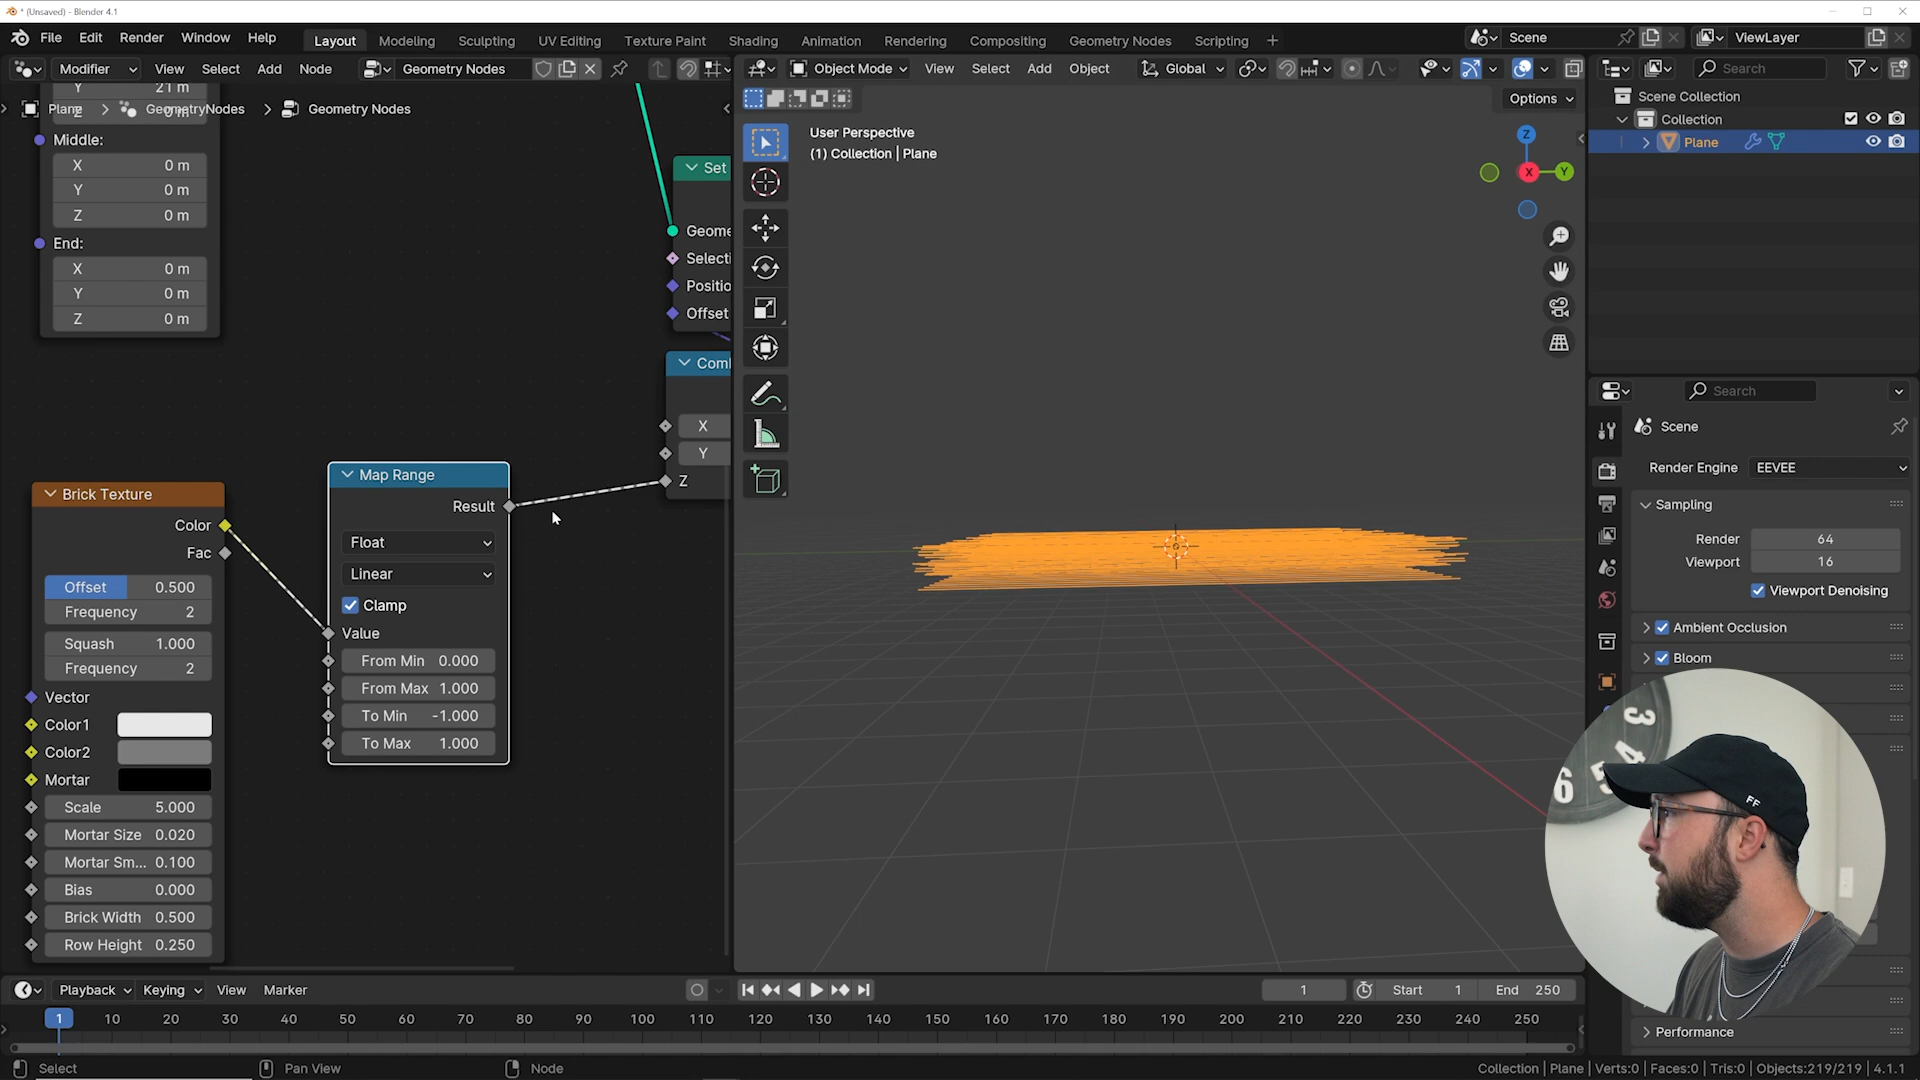 * (Unsaved) - Blender 4.1
File Edit Render Window Help
Layout Modeling Sculpting UV Editing Texture Paint Shading Animation Rendering Compositing Geometry Nodes Scripting +
Scene
ViewLayer
Modifier View Select Add Node
Geometry Nodes
Object Mode View Select Add Object
Global
Search
Options
Y 21 m
Z 0 m
Plane > GeometryNodes > Geometry Nodes
Middle:
X 0 m
Y 0 m
Z 0 m
End:
X 0 m
Y 0 m
Z 0 m
Set
Geome
Selecti
Positio
Offset
Comb
X
Y
Z
Map Range
Result
Float
Linear
Clamp
Value
From Min 0.000
From Max 1.000
To Min -1.000
To Max 1.000
Brick Texture
Color
Fac
Offset 0.500
Frequency 2
Squash 1.000
Frequency 2
Vector
Color1
Color2
Mortar
Scale 5.000
Mortar Size 0.020
Mortar Sm... 0.100
Bias 0.000
Brick Width 0.500
Row Height 0.250
User Perspective
(1) Collection | Plane
Z
X
Y
Scene Collection
Collection
Plane
Search
Scene
Render Engine EEVEE
Sampling
Render 64
Viewport 16
Viewport Denoising
Ambient Occlusion
Bloom
3
4
5
6
FF
Performance
Playback Keying View Marker
1
Start 1
End 250
1 10 20 30 40 50 60 70 80 90 100 110 120 130 140 150 160 170 180 190 200 210 220 230 240 250
Select
Pan View
Node
Collection | Plane | Verts:0 | Faces:0 | Tris:0 | Objects:219/219 | 4.1.1